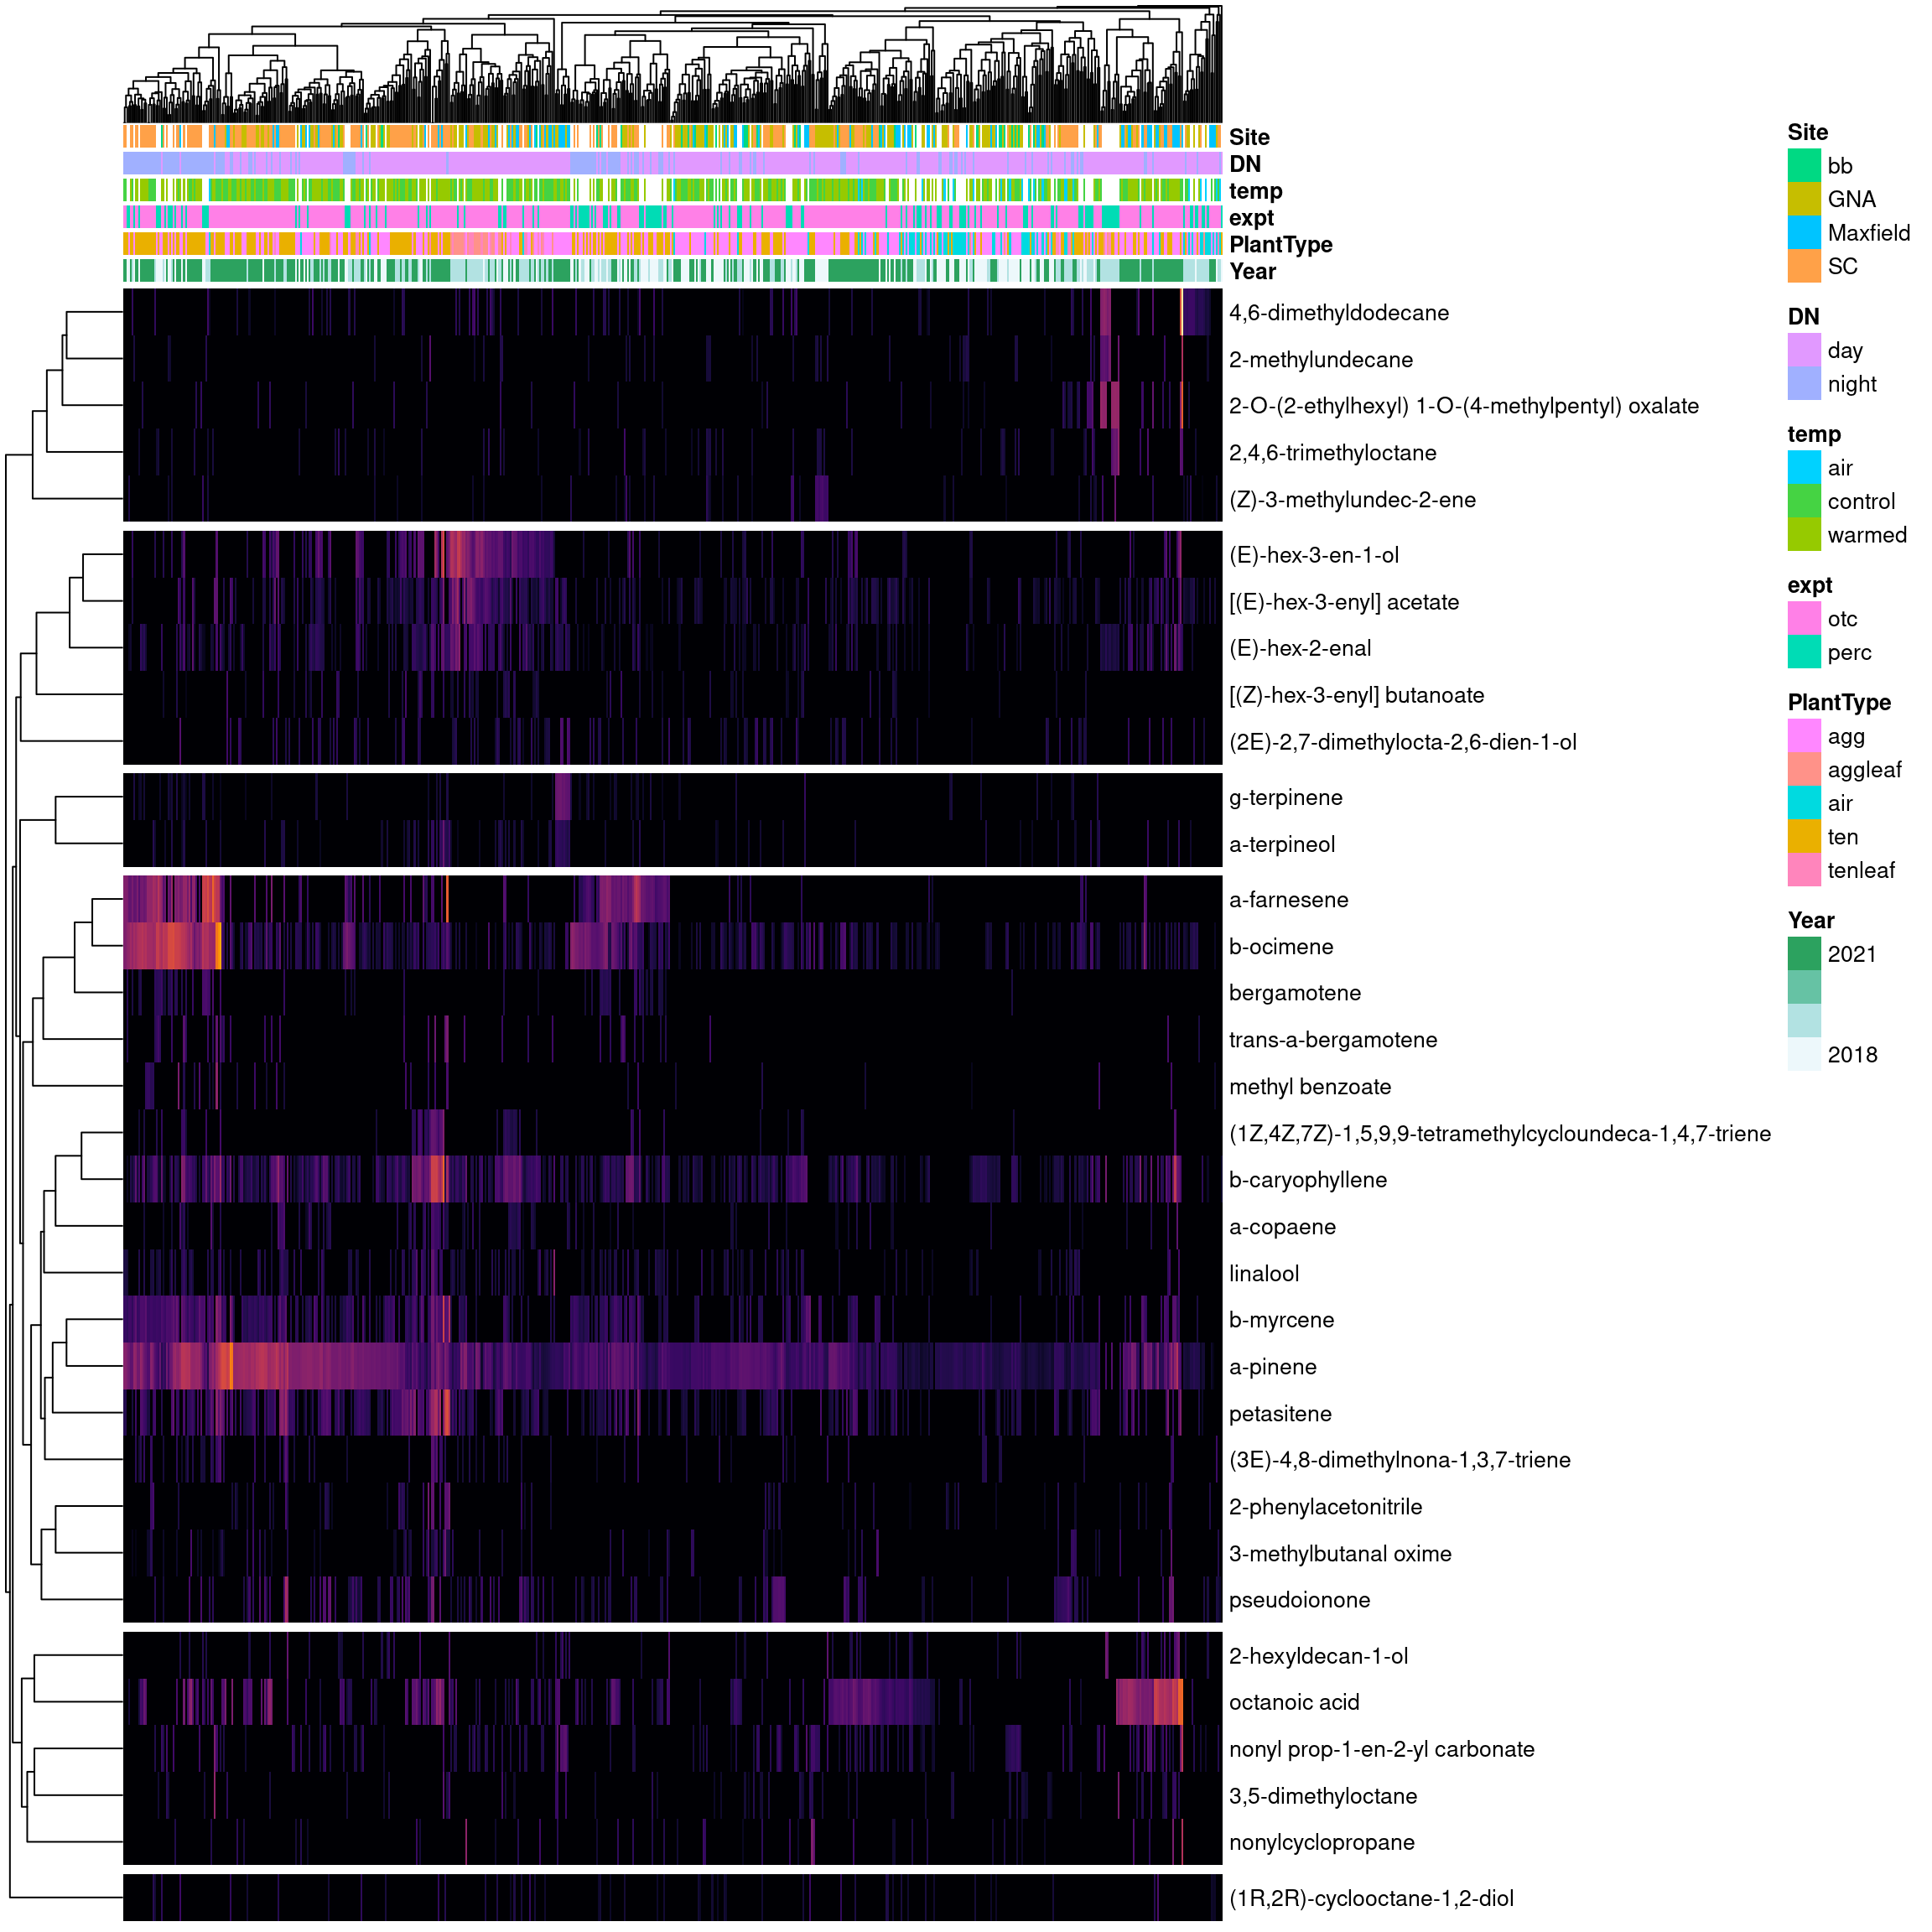 Site
DN
temp
expt
PlantType
Year
4,6-dimethyldodecane
2-methylundecane
2-O-(2-ethylhexyl) 1-O-(4-methylpentyl) oxalate
2,4,6-trimethyloctane
(Z)-3-methylundec-2-ene
(E)-hex-3-en-1-ol
[(E)-hex-3-enyl] acetate
(E)-hex-2-enal
[(Z)-hex-3-enyl] butanoate
(2E)-2,7-dimethylocta-2,6-dien-1-ol
g-terpinene
a-terpineol
a-farnesene
b-ocimene
bergamotene
trans-a-bergamotene
methyl benzoate
(1Z,4Z,7Z)-1,5,9,9-tetramethylcycloundeca-1,4,7-triene
b-caryophyllene
a-copaene
linalool
b-myrcene
a-pinene
petasitene
(3E)-4,8-dimethylnona-1,3,7-triene
2-phenylacetonitrile
3-methylbutanal oxime
pseudoionone
2-hexyldecan-1-ol
octanoic acid
nonyl prop-1-en-2-yl carbonate
3,5-dimethyloctane
nonylcyclopropane
(1R,2R)-cyclooctane-1,2-diol
Site
bb
GNA
Maxfield
SC
DN
day
night
temp
air
control
warmed
expt
otc
perc
PlantType
agg
aggleaf
air
ten
tenleaf
Year
2021
2018